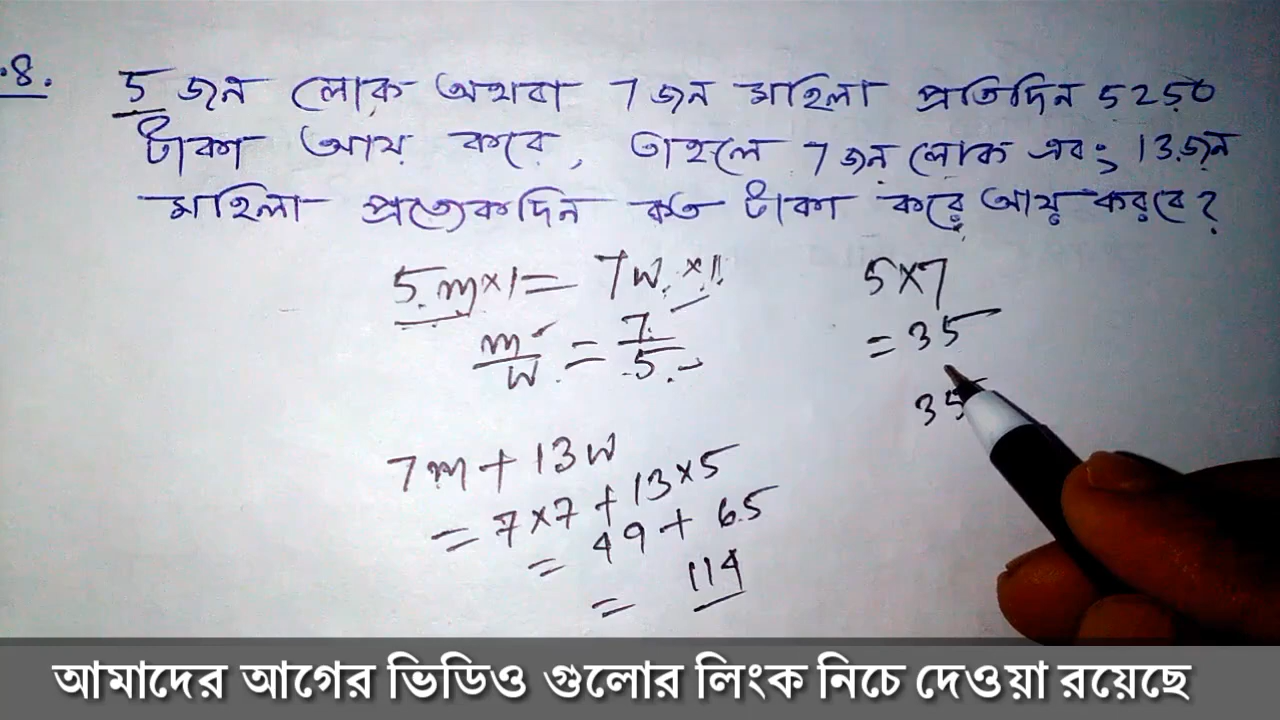 .8. 5 জন লোক অথবা 7 জন মহিলা প্রতিদিন 5250
টাকা আয় করে, তাহলে 7 জন লোক এবং 13 জন
মহিলা প্রত্যেকদিন কত টাকা করে আয় করবে?
5m×1 = 7w×1
m/w = 7/5
5×7
= 35
35
7m + 13w
= 7×7 + 13×5
= 49 + 65
= 114
আমাদের আগের ভিডিও গুলোর লিংক নিচে দেওয়া রয়েছে